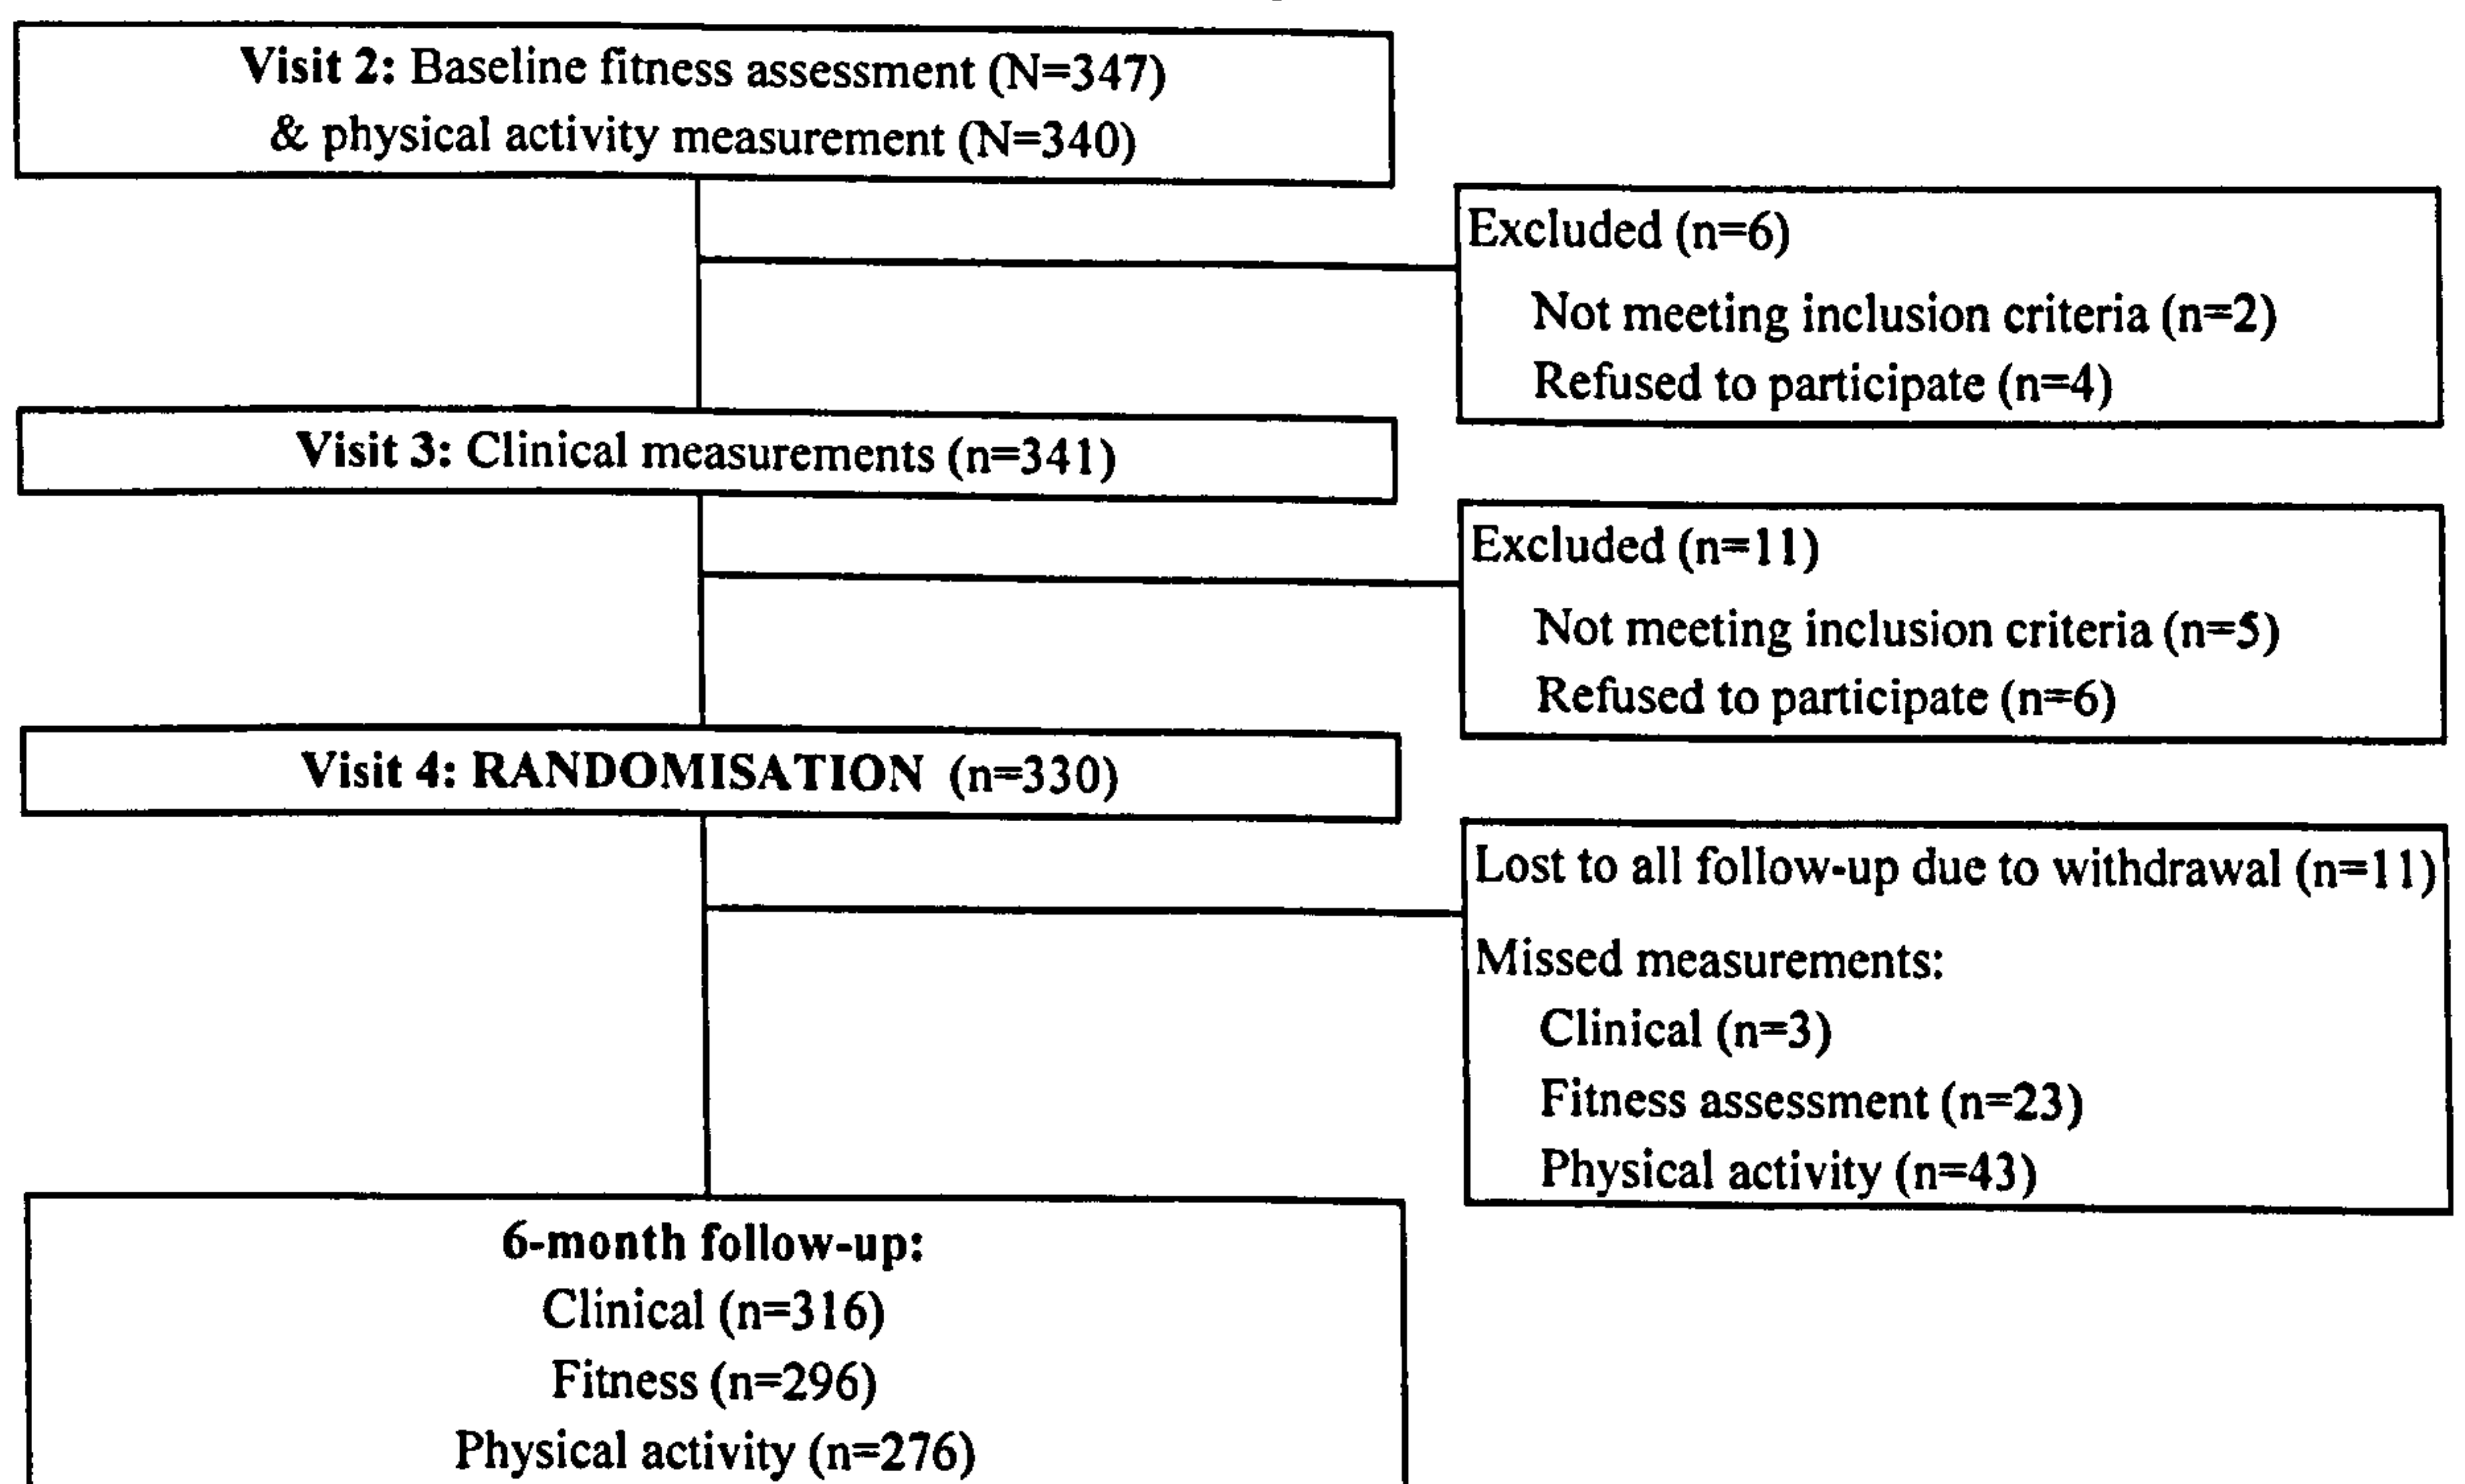 Visit 2: Baseline fitness assessment (N=347)
& physical activity measurement (N=340)
Excluded (n=6)
Not meeting inclusion criteria (n=2)
Refused to participate (n=4)
Visit 3: Clinical measurements (n=341)
Excluded (n=11)
Not meeting inclusion criteria (n=5)
Refused to participate (n=6)
Visit 4: RANDOMISATION (n=330)
Lost to all follow-up due to withdrawal (n=11)
Missed measurements:
Clinical (n=3)
Fitness assessment (n=23)
Physical activity (n=43)
6-month follow-up:
Clinical (n=316)
Fitness (n=296)
Physical activity (n=276)